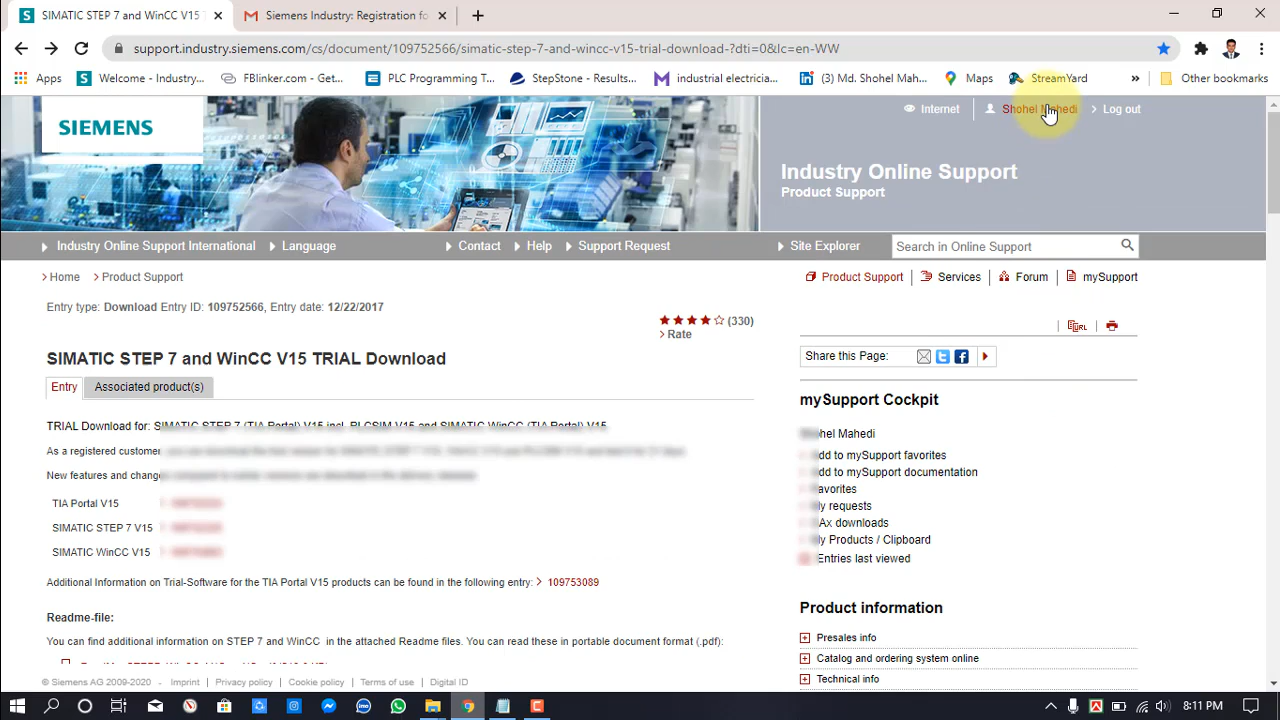 SIMATIC STEP 7 and WinCC V15 T
Siemens Industry: Registration for
support.industry.siemens.com/cs/document/109752566/simatic-step-7-and-wincc-v15-trial-download-?dti=0&lc=en-WW
Apps Welcome - Industry... FBlinker.com - Get... PLC Programming T... StepStone - Results... industrial electricia... (3) Md. Shohel Mah... Maps StreamYard » Other bookmarks
SIEMENS
Internet Shohel Mahedi Log out
Industry Online Support
Product Support
Industry Online Support International Language Contact Help Support Request Site Explorer Search in Online Support
Home Product Support
Product Support Services Forum mySupport
Entry type: Download Entry ID: 109752566, Entry date: 12/22/2017
(330)
Rate
URL
SIMATIC STEP 7 and WinCC V15 TRIAL Download
Share this Page:
Entry Associated product(s)
mySupport Cockpit
TRIAL Download for: SIMATIC STEP 7 (TIA Portal) V15 incl. PLCSIM V15 and SIMATIC WinCC (TIA Portal) V15
hel Mahedi
As a registered customer
Add to mySupport favorites
New features and change
Add to mySupport documentation
Favorites
TIA Portal V15
My requests
SIMATIC STEP 7 V15
CAx downloads
SIMATIC WinCC V15
My Products / Clipboard
Entries last viewed
Additional Information on Trial-Software for the TIA Portal V15 products can be found in the following entry: 109753089
Product information
Readme-file:
Presales info
You can find additional information on STEP 7 and WinCC in the attached Readme files. You can read these in portable document format (.pdf):
Catalog and ordering system online
Technical info
© Siemens AG 2009-2020 - Imprint Privacy policy Cookie policy Terms of use Digital ID
8:11 PM